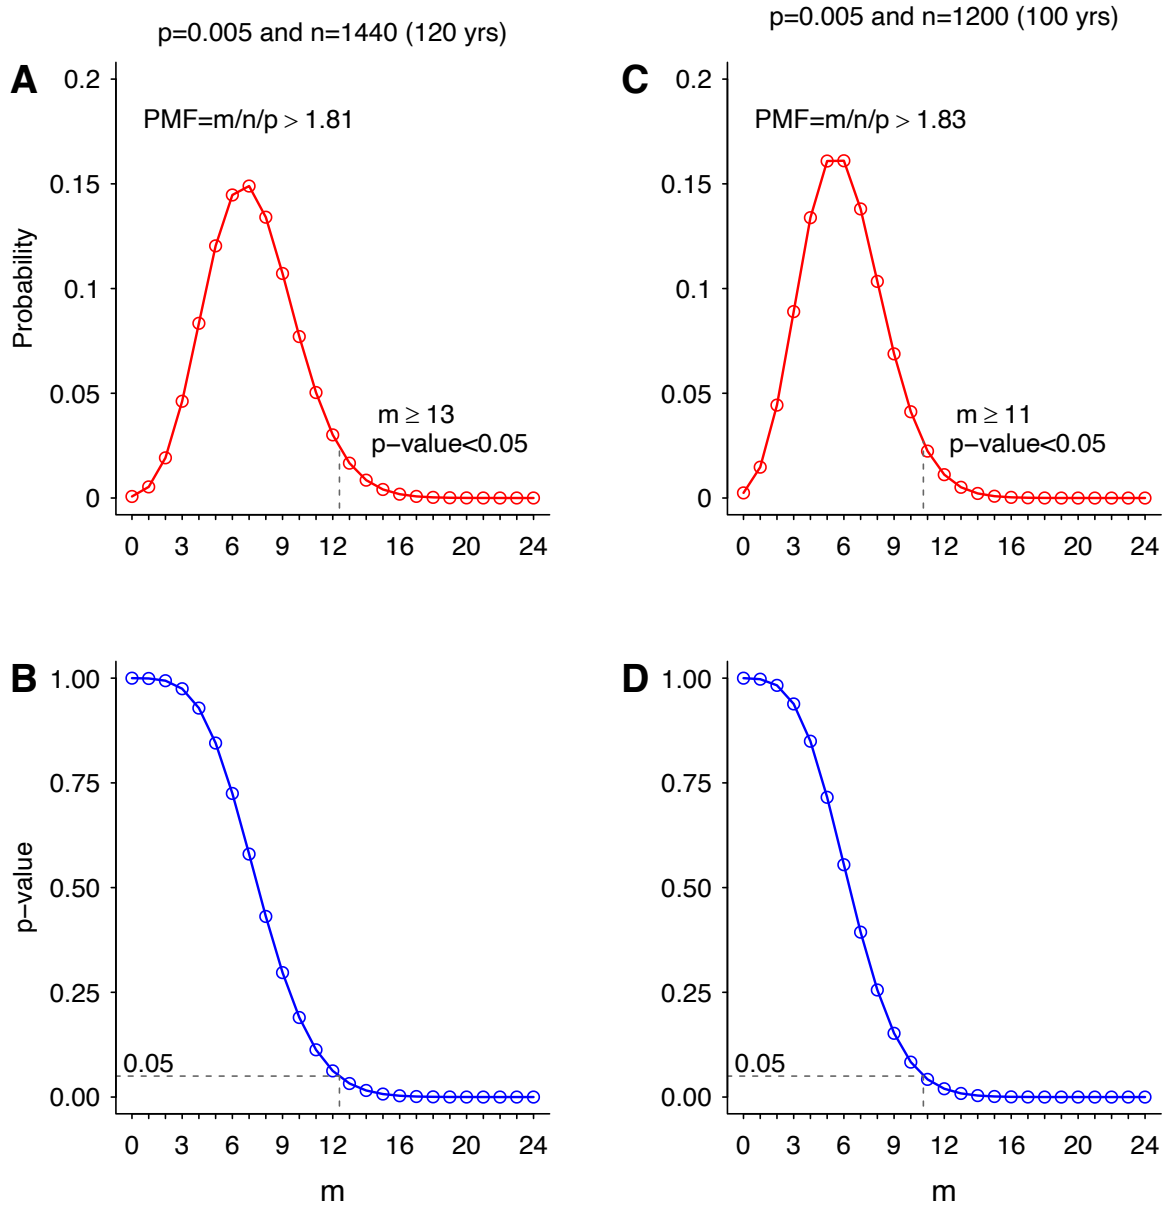 p=0.005 and n=1440 (120 yrs)
A
0.2
0.15
0.1
0.05
0
Probability
PMF=m/n/p > 1.81
m ≥ 13
p−value<0.05
0 3 6 9 12 16 20 24
p=0.005 and n=1200 (100 yrs)
C
0.2
0.15
0.1
0.05
0
PMF=m/n/p > 1.83
m ≥ 11
p−value<0.05
0 3 6 9 12 16 20 24
B
1.00
0.75
0.50
0.25
0.00
p−value
0.05
0 3 6 9 12 16 20 24
m
D
1.00
0.75
0.50
0.25
0.00
0.05
0 3 6 9 12 16 20 24
m